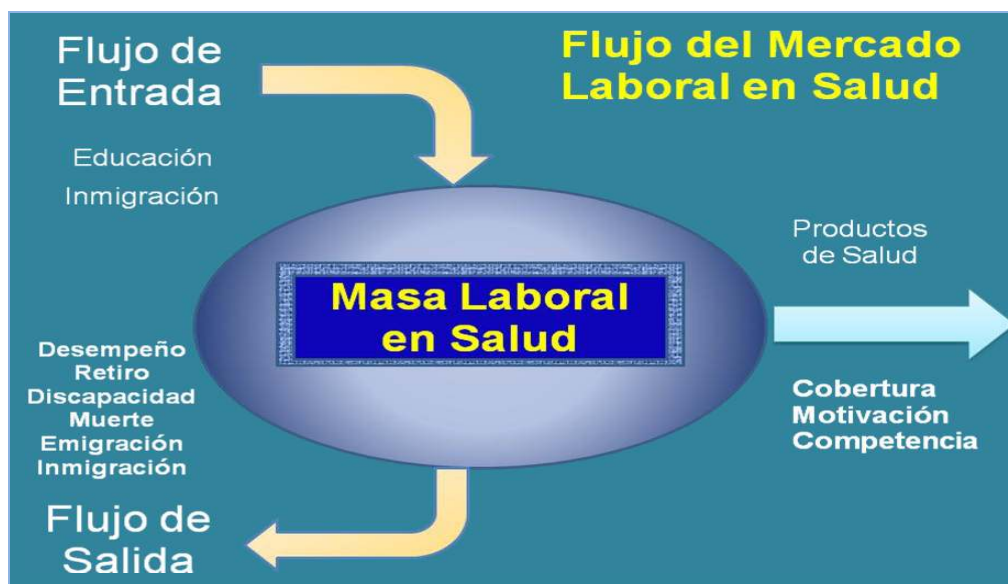 Flujo de
Entrada
Flujo del Mercado
Laboral en Salud
Educación
Inmigración
Masa Laboral
en Salud
Productos
de Salud
Desempeño
Retiro
Discapacidad
Muerte
Emigración
Inmigración
Cobertura
Motivación
Competencia
Flujo de
Salida